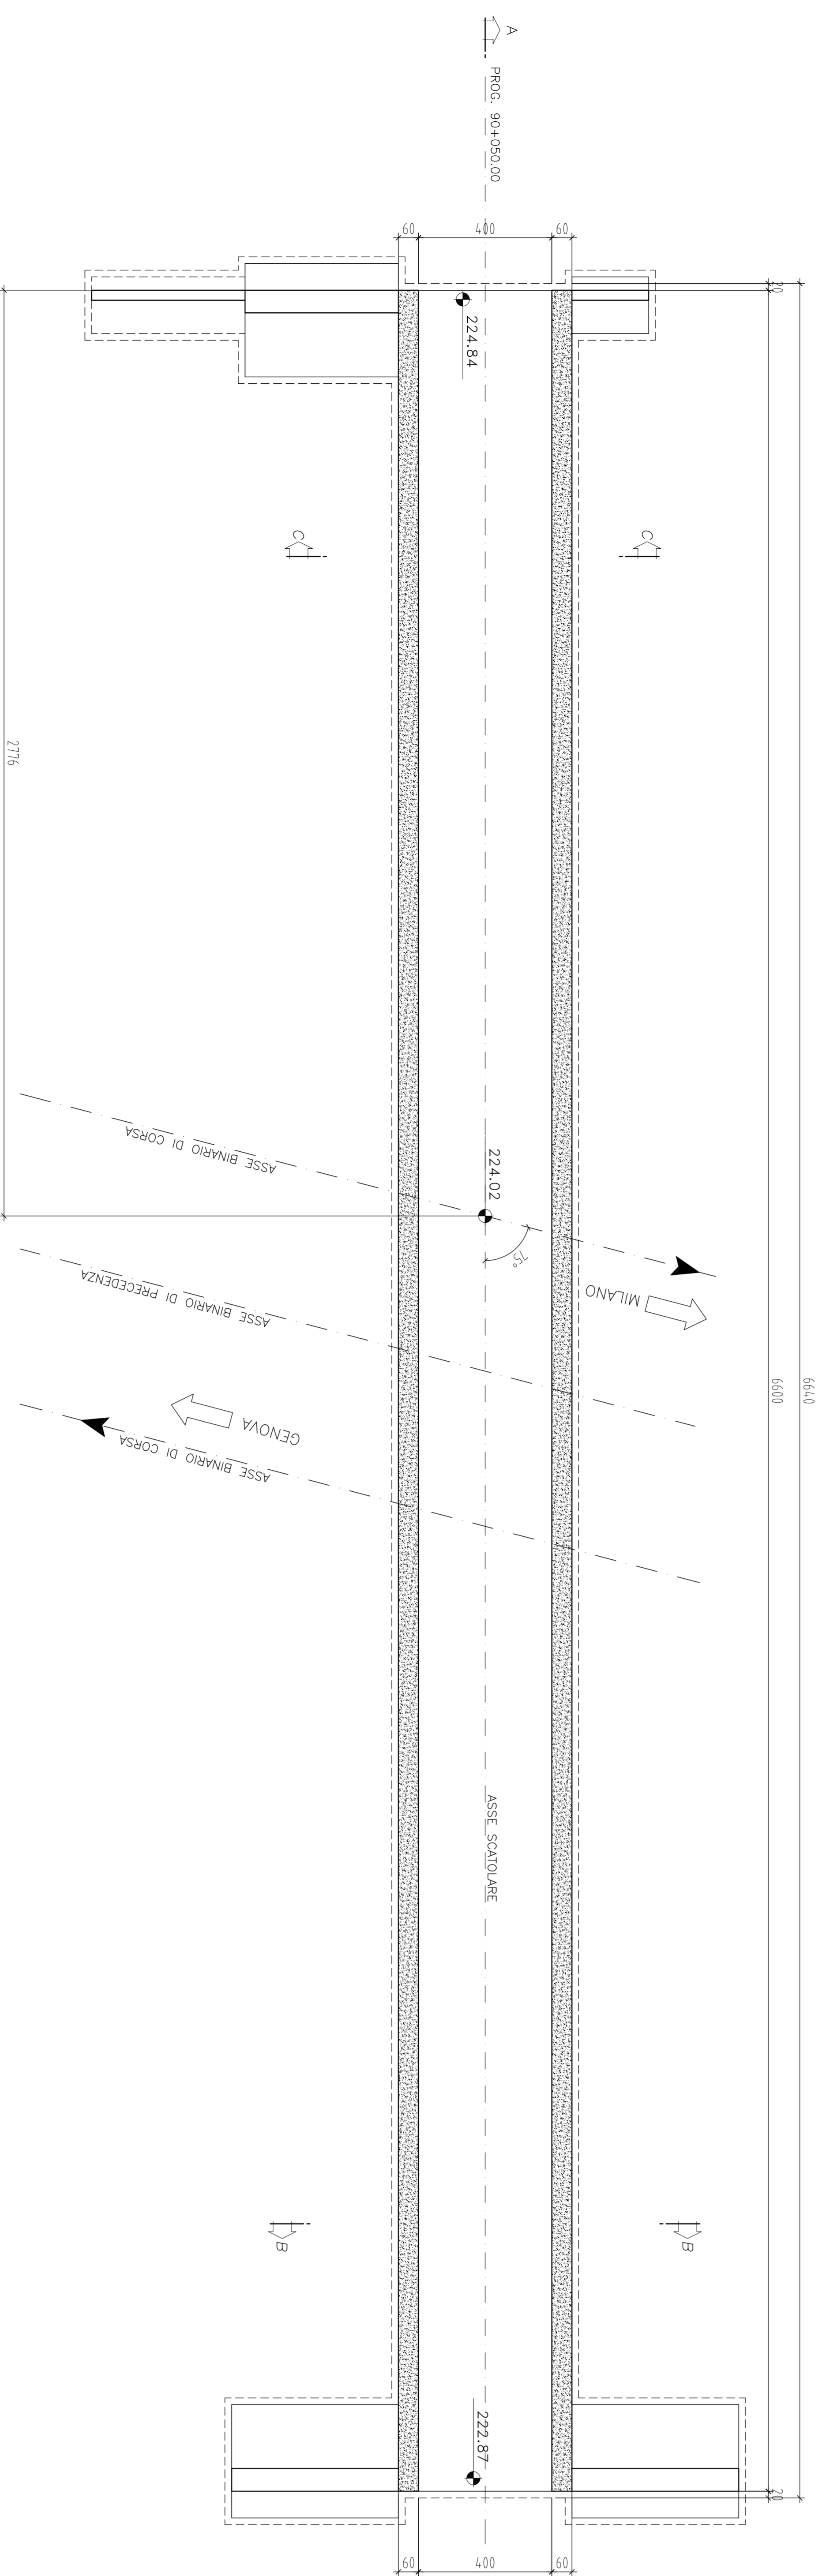 A
PROG. 90+050.00
60
400
60
20
224.84
C
C
2776
ASSE BINARIO DI CORSA
224.02
75°
MILANO
ASSE BINARIO DI PRECEDENZA
6640
6600
GENOVA
ASSE BINARIO DI CORSA
ASSE SCATOLARE
B
B
222.87
20
60
400
60